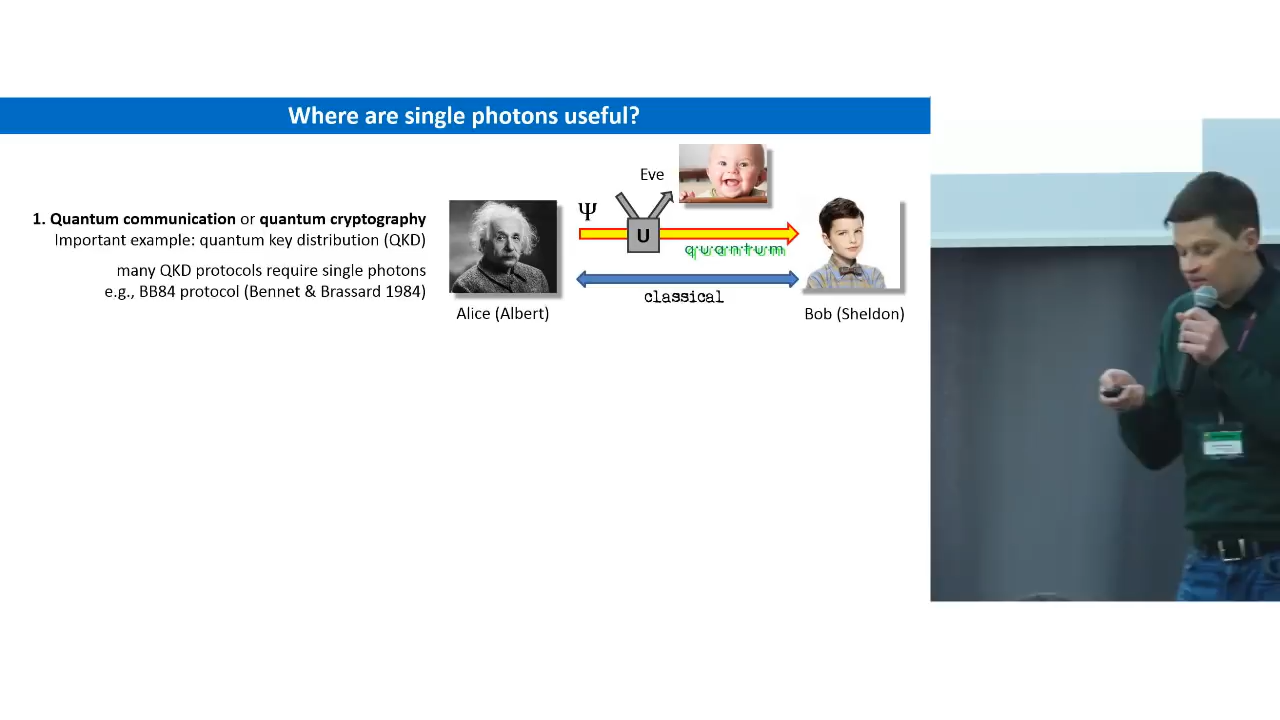 Where are single photons useful?
1. Quantum communication or quantum cryptography
Important example: quantum key distribution (QKD)
many QKD protocols require single photons
e.g., BB84 protocol (Bennet & Brassard 1984)
Eve
Ψ
U
quantum
classical
Alice (Albert)
Bob (Sheldon)